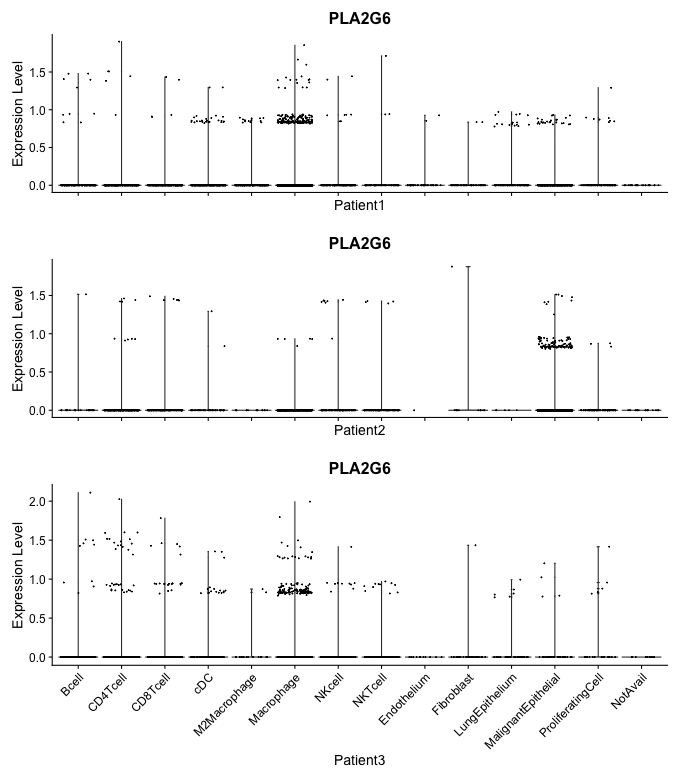 PLA2G6
Expression Level
1.5
1.0
0.5
0.0
Patient1
PLA2G6
Expression Level
1.5
1.0
0.5
0.0
Patient2
PLA2G6
Expression Level
2.0
1.5
1.0
0.5
0.0
Bcell
CD4Tcell
CD8Tcell
cDC
M2Macrophage
Macrophage
NKcell
NKTcell
Endothelium
Fibroblast
LungEpithelium
MalignantEpithelial
ProliferatingCell
NotAvail
Patient3